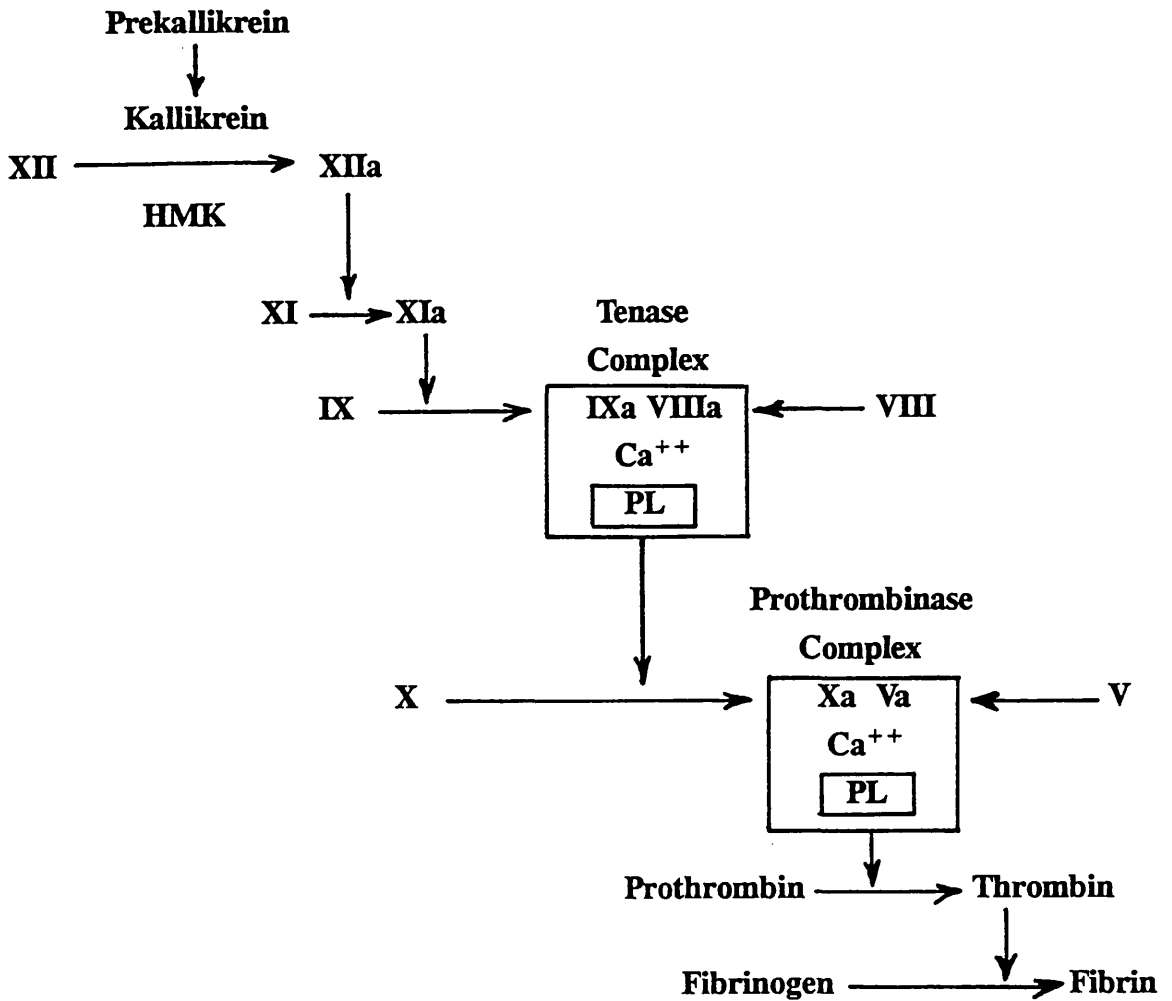 Prekallikrein
Kallikrein
XII
XIIa
HMK
XI
XIa
Tenase
Complex
IX
IXa VIIIa
VIII
Ca++
PL
Prothrombinase
Complex
X
Xa Va
V
Ca++
PL
Prothrombin
Thrombin
Fibrinogen
Fibrin